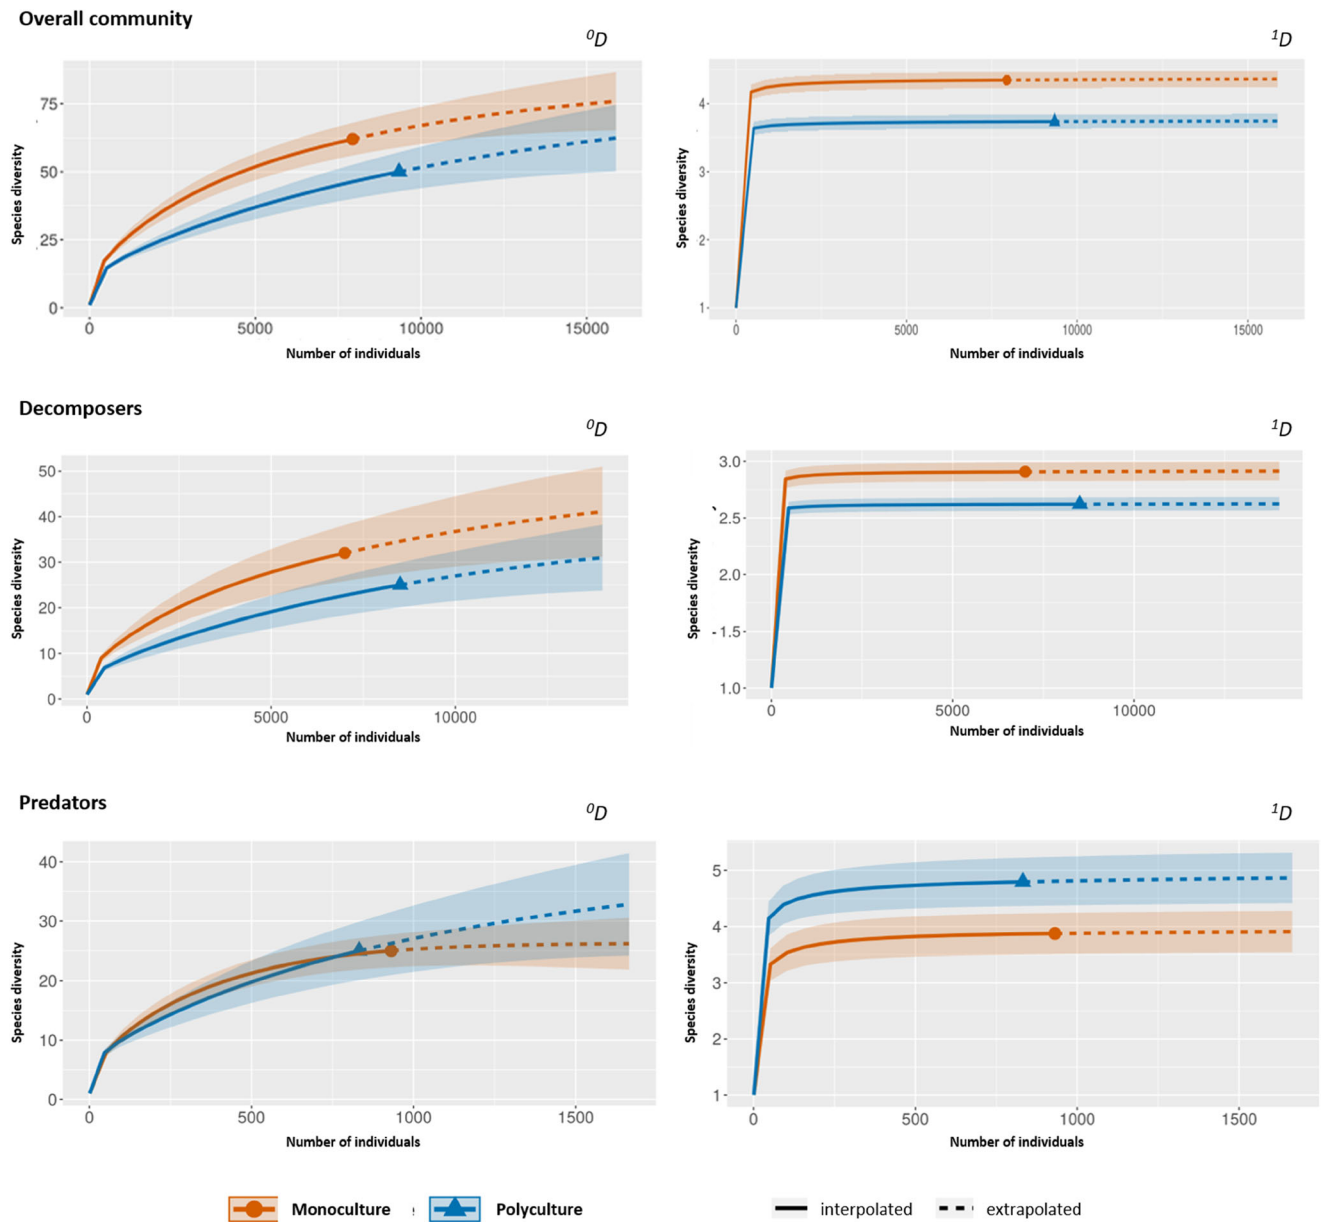 Overall community
⁰D
¹D
75
50
25
0
Species diversity
0 5000 10000 15000
Number of individuals
4
3
2
1
Species diversity
0 5000 10000 15000
Number of individuals
Decomposers
⁰D
¹D
50
40
30
20
10
0
Species diversity
0 5000 10000
Number of individuals
3.0
2.5
2.0
1.5
1.0
Species diversity
0 5000 10000
Number of individuals
Predators
⁰D
¹D
40
30
20
10
0
Species diversity
0 500 1000 1500
Number of individuals
5
4
3
2
1
Species diversity
0 500 1000 1500
Number of individuals
Monoculture Polyculture interpolated extrapolated